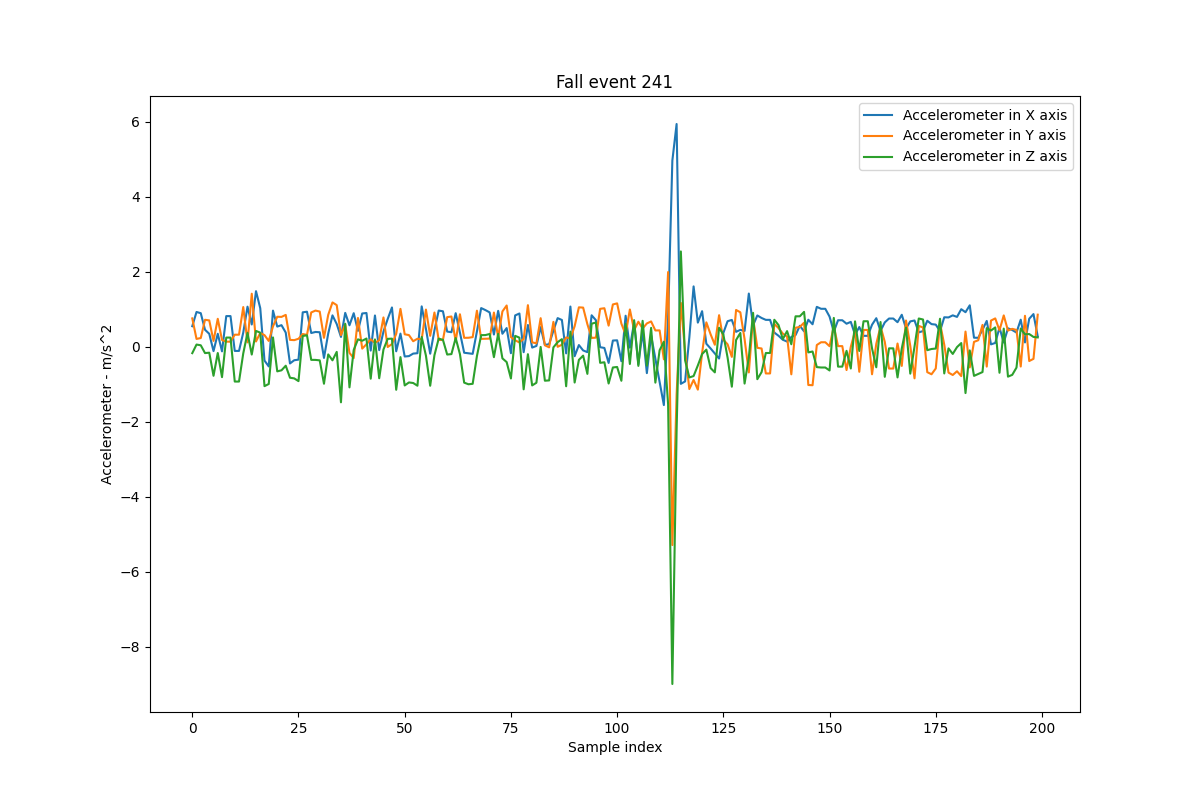 Fall event 241
Accelerometer in X axis
Accelerometer in Y axis
Accelerometer in Z axis
Accelerometer - m/s^2
6
4
2
0
−2
−4
−6
−8
0 25 50 75 100 125 150 175 200
Sample index